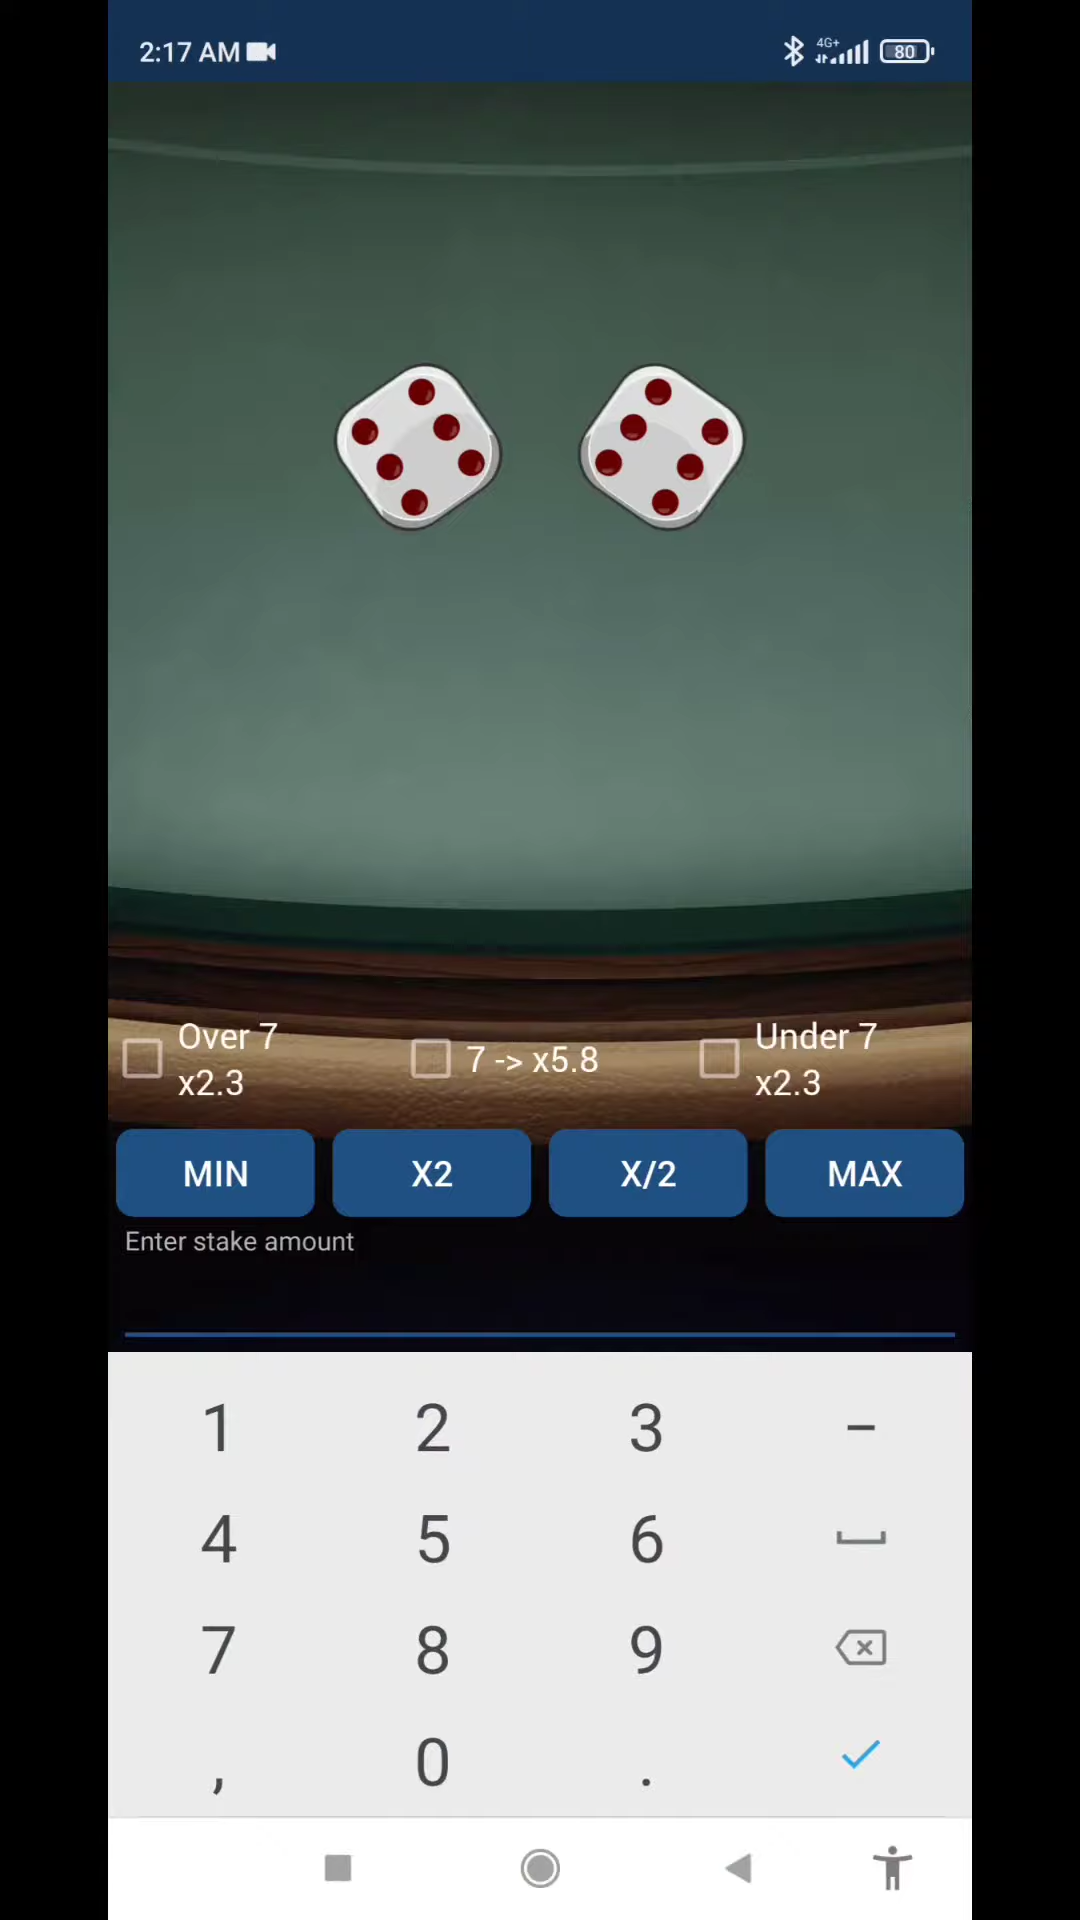 2:17 AM
4G+
80
Over 7
x2.3
7 -> x5.8
Under 7
x2.3
MIN
X2
X/2
MAX
Enter stake amount
1 2 3 –
4 5 6
7 8 9
, 0 .